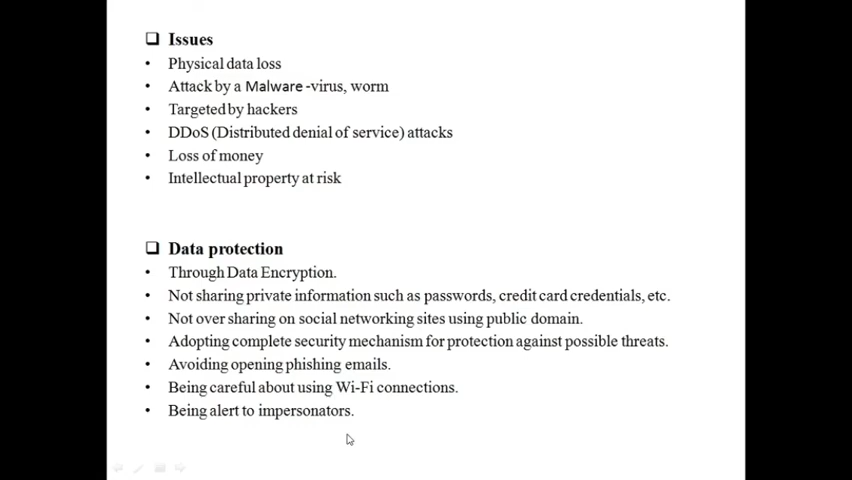 ❑ Issues
• Physical data loss
• Attack by a Malware -virus, worm
• Targeted by hackers
• DDoS (Distributed denial of service) attacks
• Loss of money
• Intellectual property at risk
❑ Data protection
• Through Data Encryption.
• Not sharing private information such as passwords, credit card credentials, etc.
• Not over sharing on social networking sites using public domain.
• Adopting complete security mechanism for protection against possible threats.
• Avoiding opening phishing emails.
• Being careful about using Wi-Fi connections.
• Being alert to impersonators.